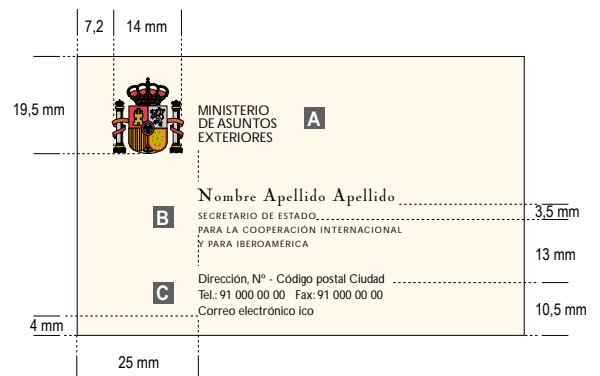 7,2 14 mm
19,5 mm
MINISTERIO
DE ASUNTOS
EXTERIORES
A
Nombre Apellido Apellido
3,5 mm
B
SECRETARIO DE ESTADO
PARA LA COOPERACIÓN INTERNACIONAL
Y PARA IBEROAMÉRICA
13 mm
C
Dirección, Nº - Código postal Ciudad
Tel.: 91 000 00 00 Fax: 91 000 00 00
Correo electrónico ico
10,5 mm
4 mm
25 mm